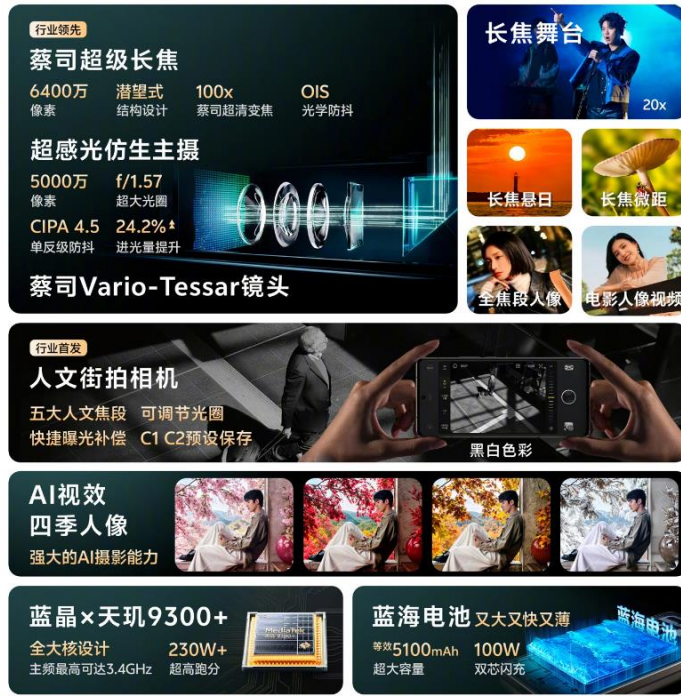 行业领先
蔡司超级长焦
6400万 潜望式 100x OIS
像素 结构设计 蔡司超清变焦 光学防抖
超感光仿生主摄
5000万 f/1.57
像素 超大光圈
CIPA 4.5 24.2%
单反级防抖 进光量提升
蔡司Vario-Tessar镜头
长焦舞台
20x
长焦悬日
长焦微距
全焦段人像
电影人像视频
行业首发
人文街拍相机
五大人文焦段 可调节光圈
快捷曝光补偿 C1 C2预设保存
黑白色彩
AI视效
四季人像
强大的AI摄影能力
蓝晶×天玑9300+
全大核设计 230W+
主频最高可达3.4GHz 超高跑分
MediaTek
蓝海电池 又大又快又薄
等效5100mAh 100W
超大容量 双芯闪充
蓝海电池